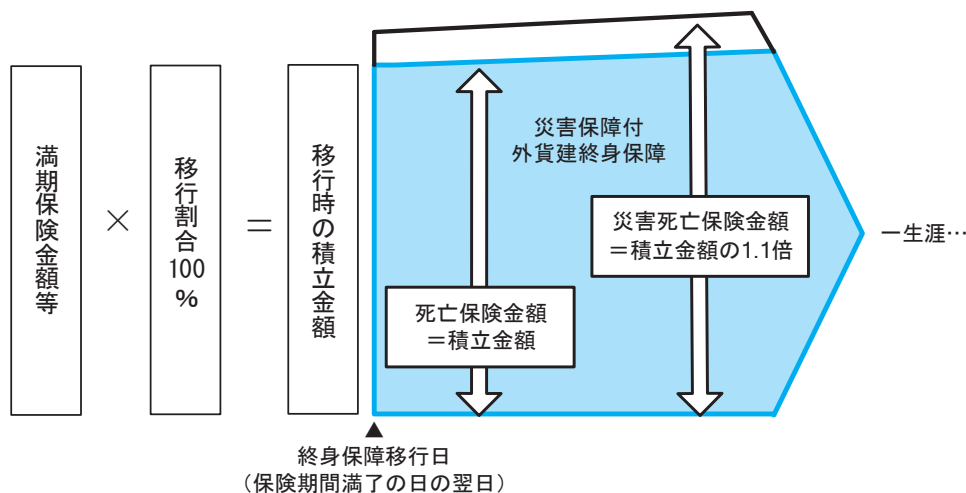 満期保険金額等
×
移行割合100%
＝
移行時の積立金額
災害保障付
外貨建終身保障
死亡保険金額
＝積立金額
災害死亡保険金額
＝積立金額の1.1倍
一生涯…
▲
終身保障移行日
（保険期間満了の日の翌日）